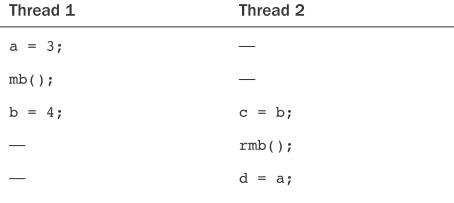 Thread 1 Thread 2
a = 3; —
mb(); —
b = 4; c = b;
— rmb();
— d = a;